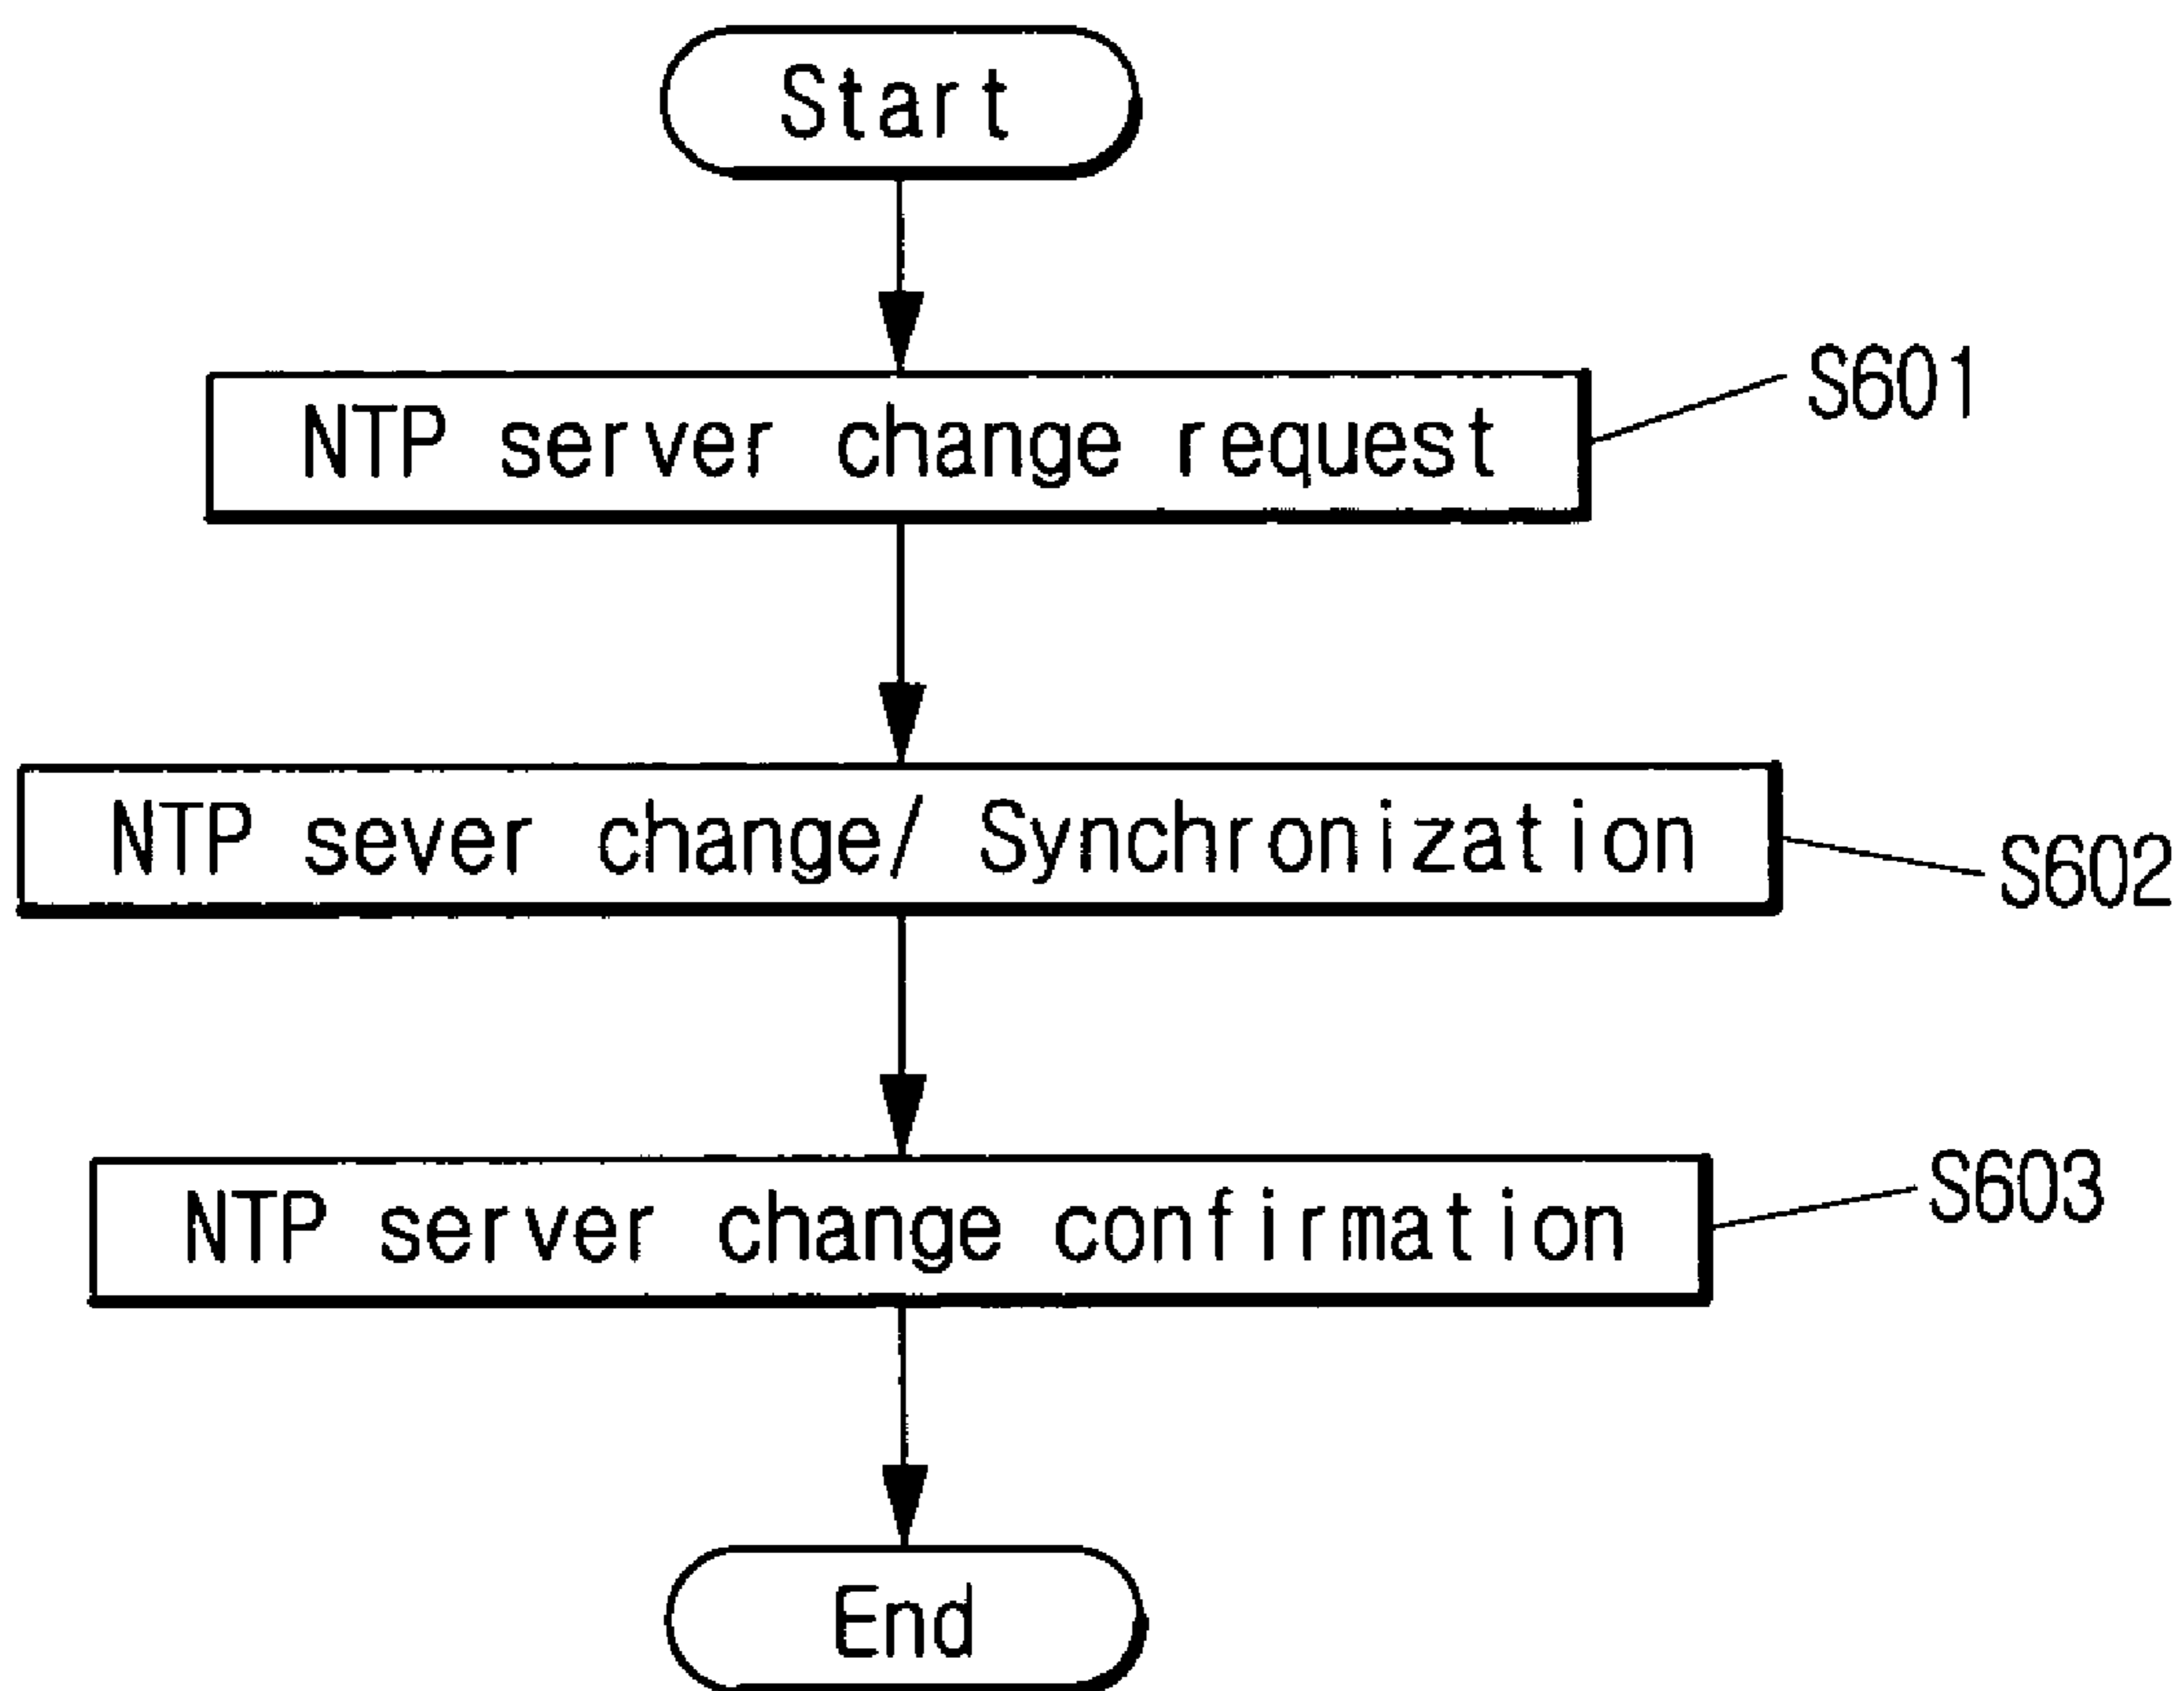 Start
NTP server change request
S601
NTP sever change/ Synchronization
S602
NTP server change confirmation
S603
End